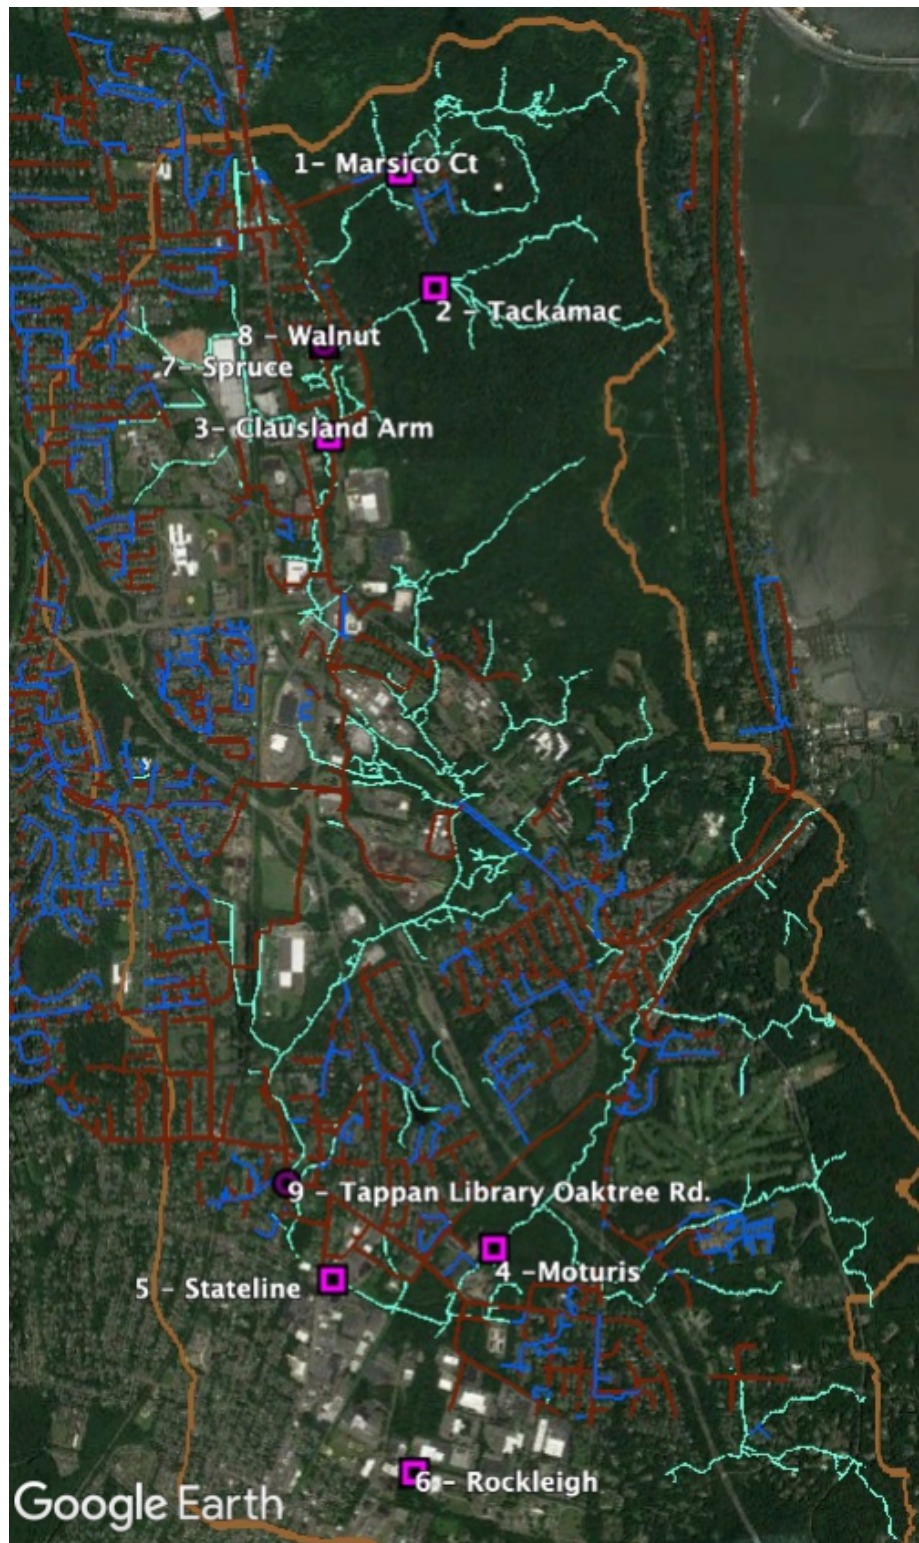 1- Marsico Ct
2 - Tackamac
8 - Walnut
7- Spruce
3- Clausland Arm
9 - Tappan Library Oaktree Rd.
4 -Moturis
5 - Stateline
6 - Rockleigh
Google Earth